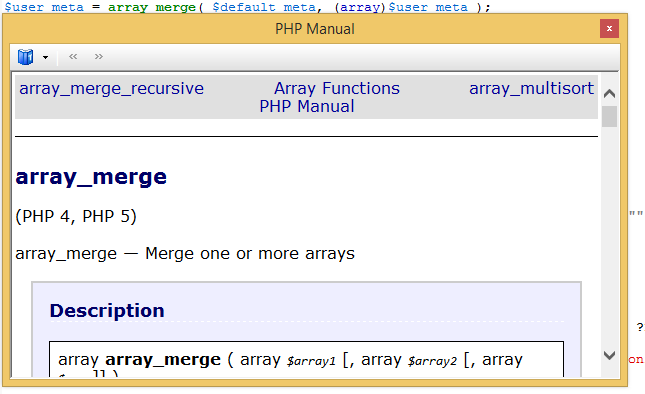 $user_meta = array_merge( $default_meta, (array)$user_meta );
PHP Manual
x
« »
array_merge_recursive Array Functions array_multisort
PHP Manual
array_merge
(PHP 4, PHP 5)
""
array_merge — Merge one or more arrays
Description
?
array array_merge ( array $array1 [, array $array2 [, array
on